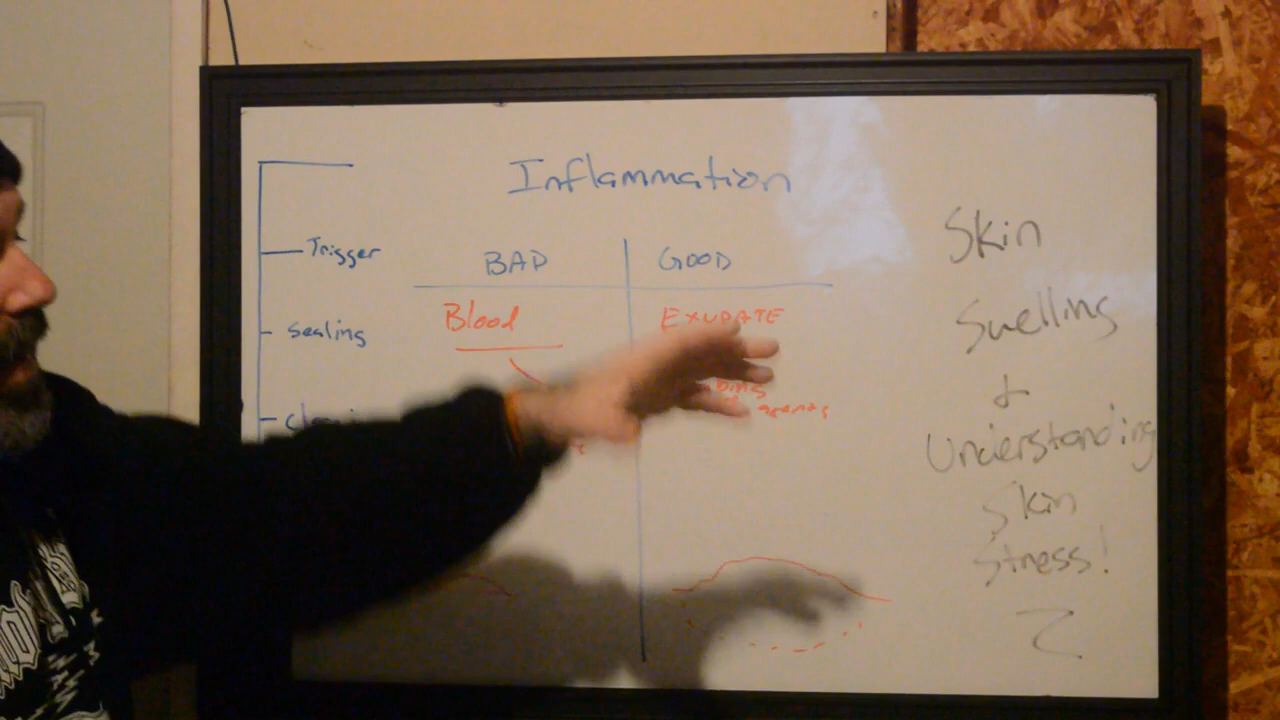 Inflammation
Trigger
BAD
GOOD
Sealing
Blood
EXUDATE
Skin
Swelling
&
Understanding
Skin
Stress!